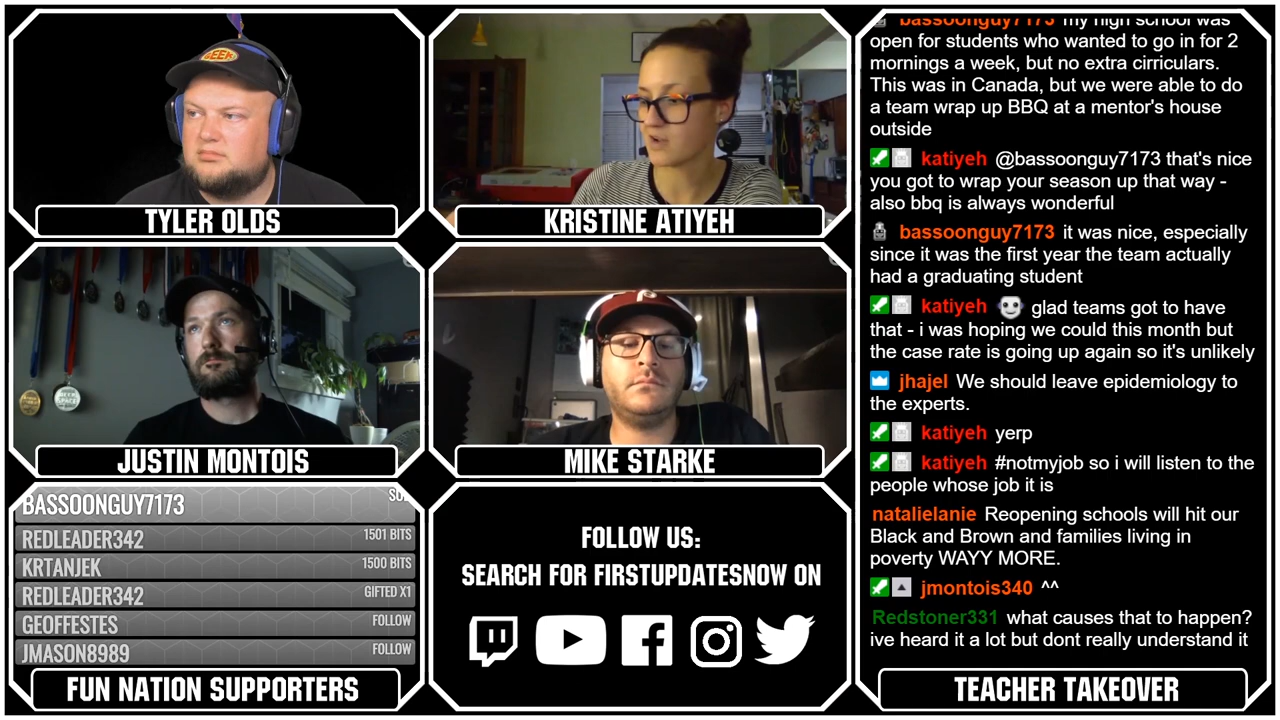 GEEK
TYLER OLDS
KRISTINE ATIYEH
JUSTIN MONTOIS
MIKE STARKE
BASSOONGUY7173
REDLEADER342 1501 BITS
KRTANJEK 1500 BITS
REDLEADER342 GIFTED X1
GEOFFESTES FOLLOW
JMASON8989 FOLLOW
FUN NATION SUPPORTERS
FOLLOW US:
SEARCH FOR FIRSTUPDATESNOW ON
bassoonguy7173 my high school was
open for students who wanted to go in for 2
mornings a week, but no extra cirriculars.
This was in Canada, but we were able to do
a team wrap up BBQ at a mentor's house
outside
katiyeh @bassoonguy7173 that's nice
you got to wrap your season up that way -
also bbq is always wonderful
bassoonguy7173 it was nice, especially
since it was the first year the team actually
had a graduating student
katiyeh glad teams got to have
that - i was hoping we could this month but
the case rate is going up again so it's unlikely
jhajel We should leave epidemiology to
the experts.
katiyeh yerp
katiyeh #notmyjob so i will listen to the
people whose job it is
natalielanie Reopening schools will hit our
Black and Brown and families living in
poverty WAYY MORE.
jmontois340 ^^
Redstoner331 what causes that to happen?
ive heard it a lot but dont really understand it
TEACHER TAKEOVER